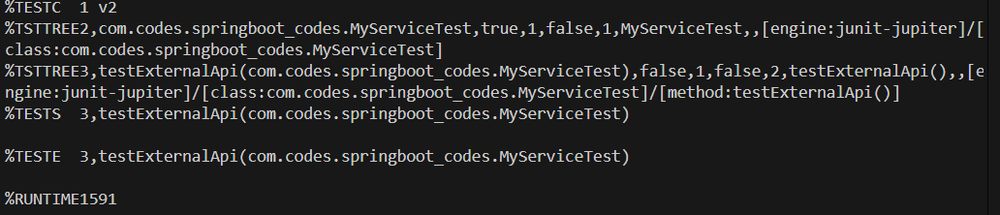 %TESTC  1 v2
%TSTTREE2,com.codes.springboot_codes.MyServiceTest,true,1,false,1,MyServiceTest,,[engine:junit-jupiter]/[
class:com.codes.springboot_codes.MyServiceTest]
%TSTTREE3,testExternalApi(com.codes.springboot_codes.MyServiceTest),false,1,false,2,testExternalApi(),,[e
ngine:junit-jupiter]/[class:com.codes.springboot_codes.MyServiceTest]/[method:testExternalApi()]
%TESTS  3,testExternalApi(com.codes.springboot_codes.MyServiceTest)
%TESTE  3,testExternalApi(com.codes.springboot_codes.MyServiceTest)
%RUNTIME1591